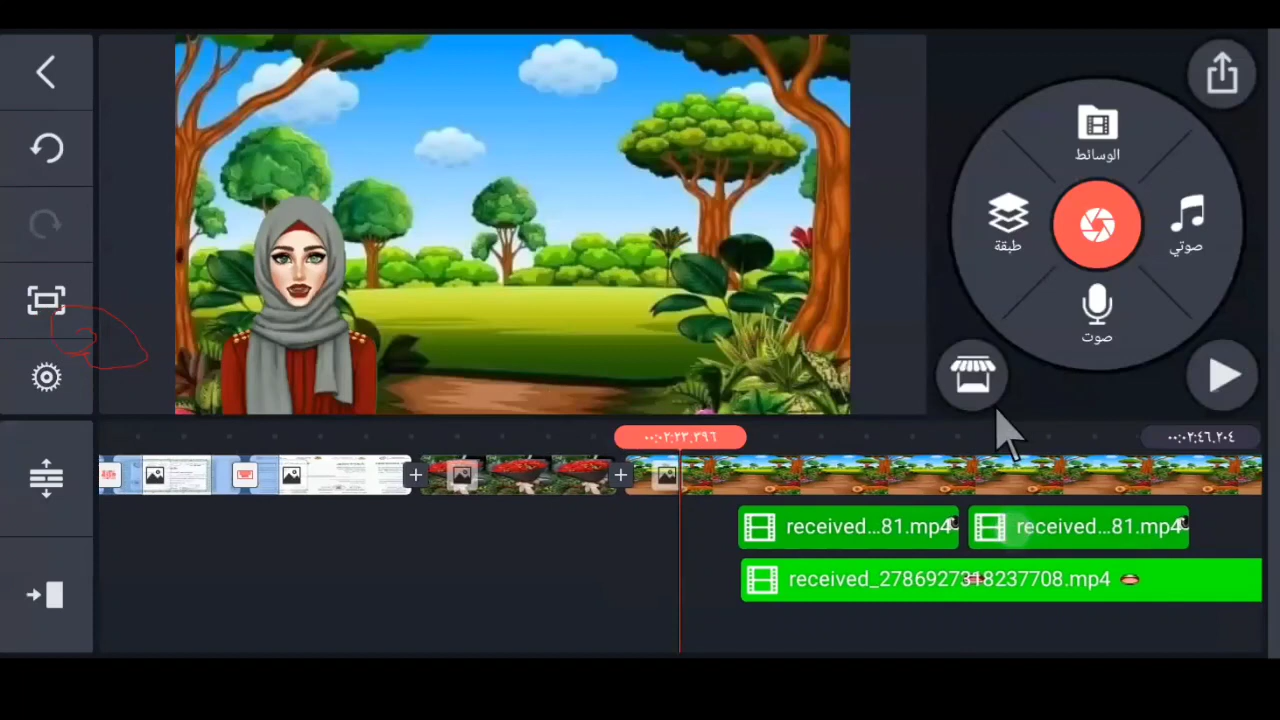 الوسائط
طبقة
صوتي
صوت
٠٠:٠٢:٢٣.٣٩٦
٠٠:٠٢:٤٦.٢٠٤
received...81.mp4
received...81.mp4
received_2786927318237708.mp4